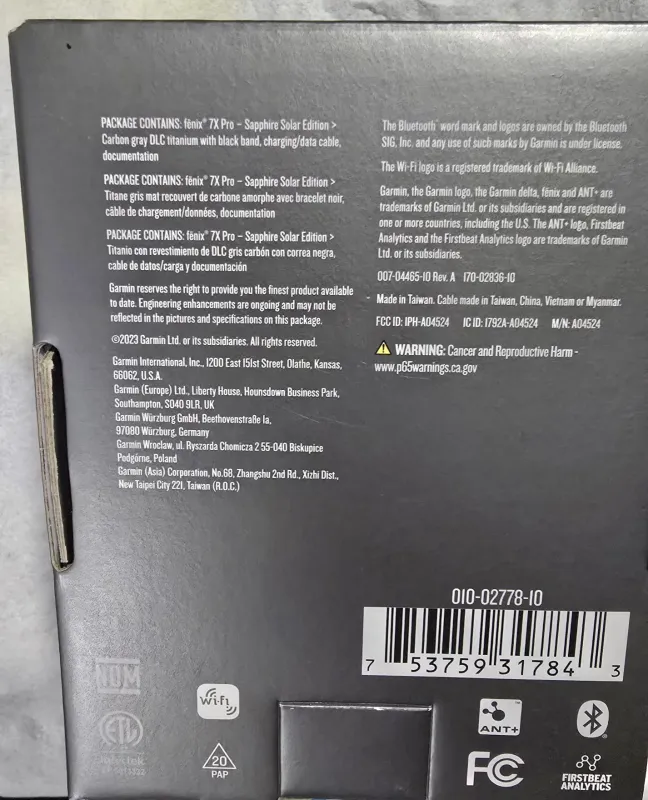 PACKAGE CONTAINS: fēnix® 7X Pro – Sapphire Solar Edition >
Carbon gray DLC titanium with black band, charging/data cable,
documentation
PACKAGE CONTAINS: fēnix® 7X Pro – Sapphire Solar Edition >
Titane gris mat recouvert de carbone amorphe avec bracelet noir,
câble de chargement/données, documentation
PACKAGE CONTAINS: fēnix® 7X Pro – Sapphire Solar Edition >
Titanio con revestimiento de DLC gris carbón con correa negra,
cable de datos/carga y documentación
Garmin reserves the right to provide you the finest product available
to date. Engineering enhancements are ongoing and may not be
reflected in the pictures and specifications on this package.
©2023 Garmin Ltd. or its subsidiaries. All rights reserved.
Garmin International, Inc., 1200 East 151st Street, Olathe, Kansas,
66062, U.S.A.
Garmin (Europe) Ltd., Liberty House, Hounsdown Business Park,
Southampton, SO40 9LR, UK
Garmin Würzburg GmbH, Beethovenstraße 1a,
97080 Würzburg, Germany
Garmin Wroclaw, ul. Ryszarda Chomicza 2 55-040 Biskupice
Podgórne, Poland
Garmin (Asia) Corporation, No.68, Zhangshu 2nd Rd., Xizhi Dist.,
New Taipei City 221, Taiwan (R.O.C.)
The Bluetooth® word mark and logos are owned by the Bluetooth
SIG, Inc. and any use of such marks by Garmin is under license.
The Wi-Fi logo is a registered trademark of Wi-Fi Alliance.
Garmin, the Garmin logo, the Garmin delta, fēnix and ANT+ are
trademarks of Garmin Ltd. or its subsidiaries and are registered in
one or more countries, including the U.S. The ANT+ logo, Firstbeat
Analytics and the Firstbeat Analytics logo are trademark of Garmin
Ltd. or its subsidiaries.
007-04465-10 Rev. A 170-02836-10
Made in Taiwan. Cable made in Taiwan, China, Vietnam or Myanmar.
FCC ID: IPH-A04524 IC ID: 1792A-A04524 M/N: A04524
WARNING: Cancer and Reproductive Harm -
www.p65warnings.ca.gov
010-02778-10
7 53759 31784 3
NOM
Wi-Fi
ANT+
ETL
Intertek
20
PAP
FC
FIRSTBEAT
ANALYTICS